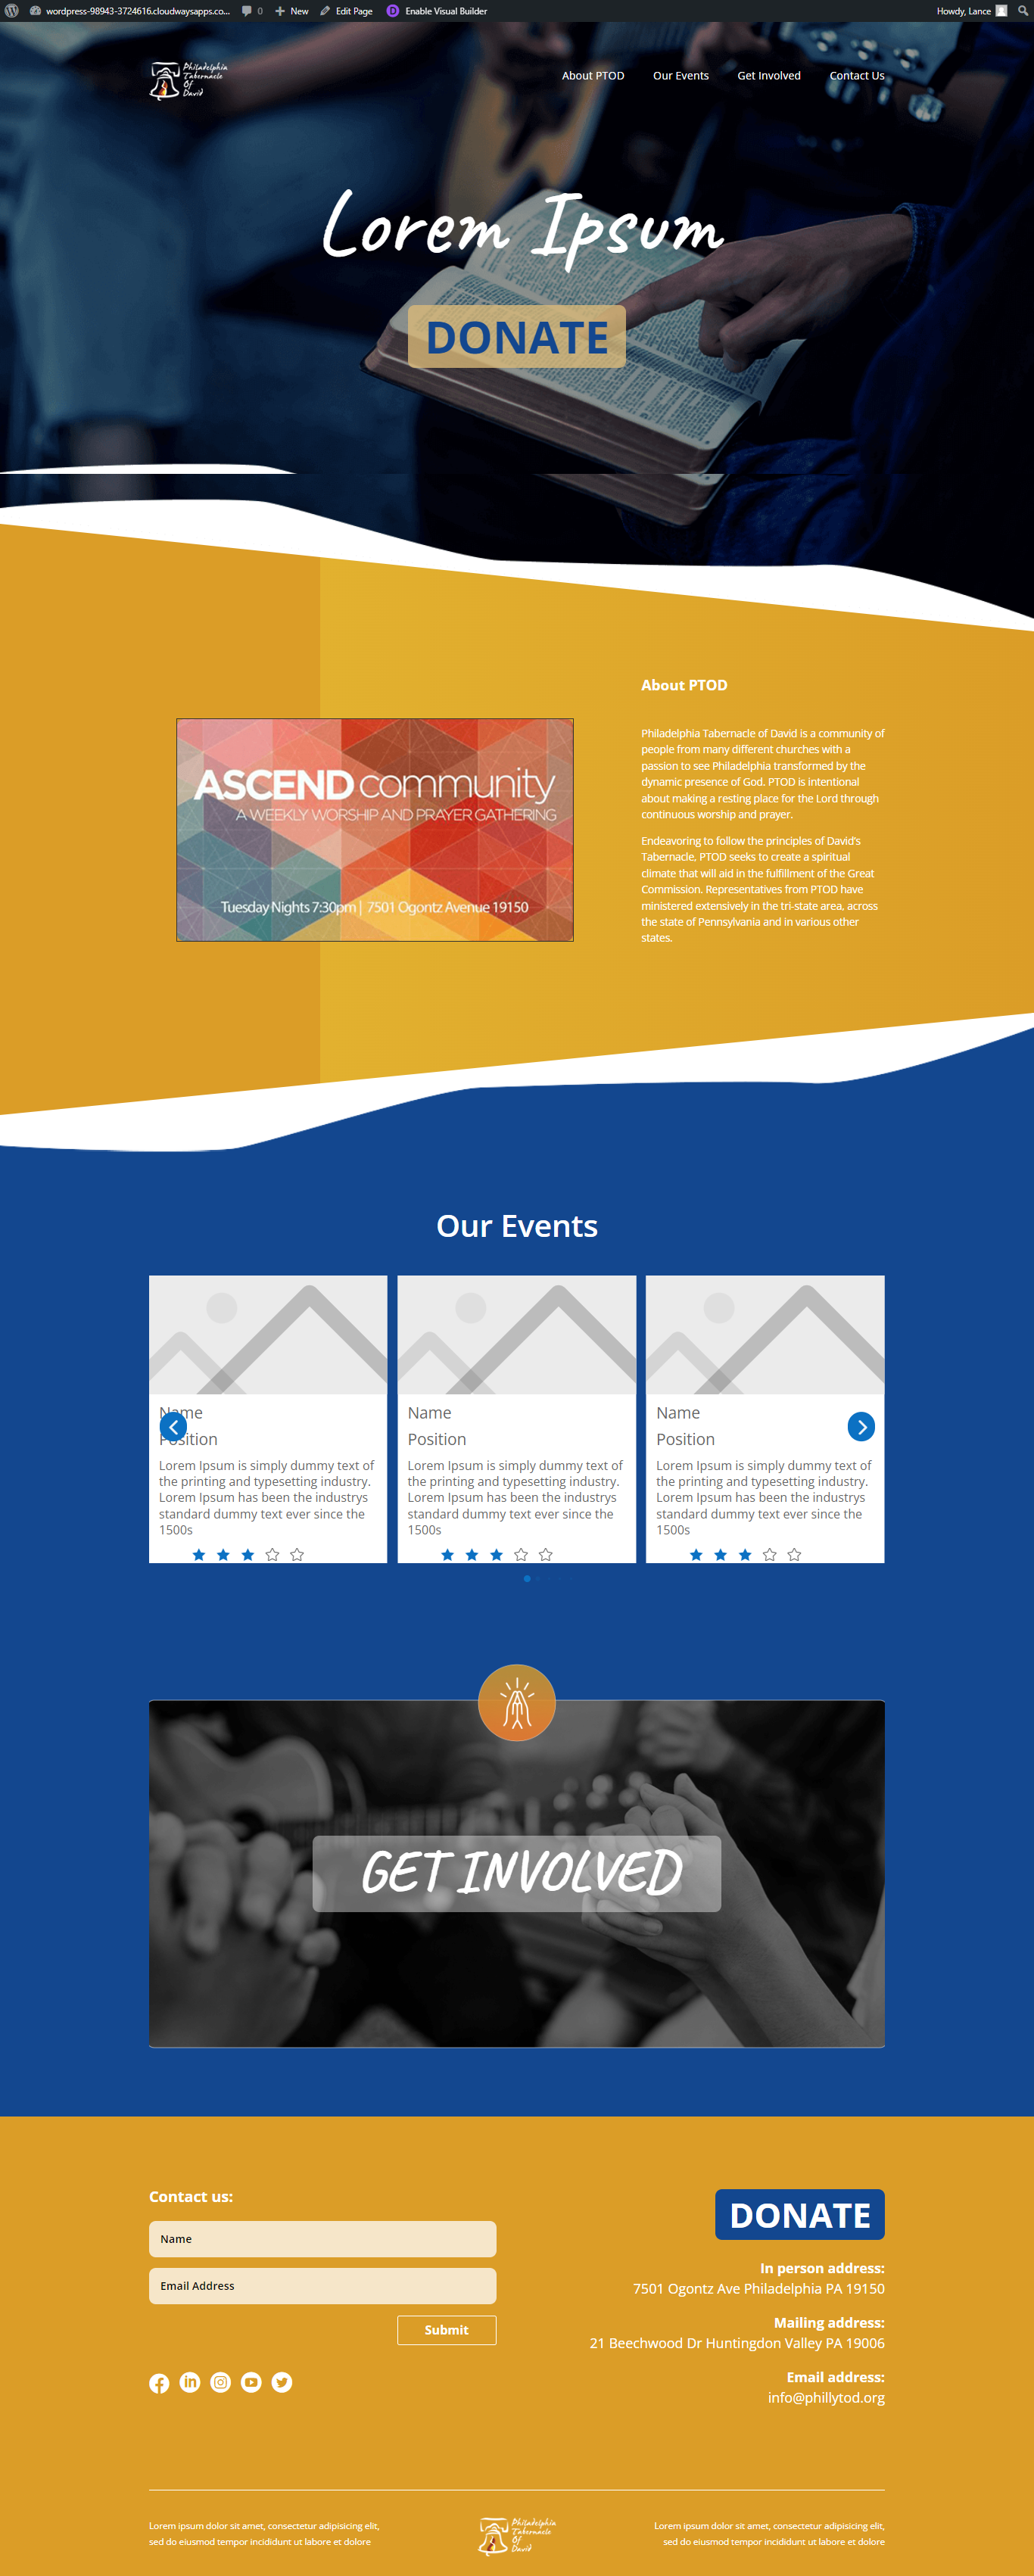 wordpress-98943-3724616.cloudwaysapps.co... 0 New Edit Page Enable Visual Builder Howdy, Lance
Philadelphia
Tabernacle
Of
David
About PTOD Our Events Get Involved Contact Us
Lorem Ipsum
DONATE
About PTOD
Philadelphia Tabernacle of David is a community of
people from many different churches with a
passion to see Philadelphia transformed by the
dynamic presence of God. PTOD is intentional
about making a resting place for the Lord through
continuous worship and prayer.
Endeavoring to follow the principles of David's
Tabernacle, PTOD seeks to create a spiritual
climate that will aid in the fulfillment of the Great
Commission. Representatives from PTOD have
ministered extensively in the tri-state area, across
the state of Pennsylvania and in various other
states.
ASCEND community
A WEEKLY WORSHIP AND PRAYER GATHERING
Tuesday Nights 7:30pm | 7501 Ogontz Avenue 19150
Our Events
Name
Position
Lorem Ipsum is simply dummy text of
the printing and typesetting industry.
Lorem Ipsum has been the industrys
standard dummy text ever since the
1500s
Name
Position
Lorem Ipsum is simply dummy text of
the printing and typesetting industry.
Lorem Ipsum has been the industrys
standard dummy text ever since the
1500s
Name
Position
Lorem Ipsum is simply dummy text of
the printing and typesetting industry.
Lorem Ipsum has been the industrys
standard dummy text ever since the
1500s
GET INVOLVED
Contact us:
Name
Email Address
Submit
DONATE
In person address:
7501 Ogontz Ave Philadelphia PA 19150
Mailing address:
21 Beechwood Dr Huntingdon Valley PA 19006
Email address:
info@phillytod.org
Lorem ipsum dolor sit amet, consectetur adipisicing elit,
sed do eiusmod tempor incididunt ut labore et dolore
Philadelphia
Tabernacle
Of
David
Lorem ipsum dolor sit amet, consectetur adipisicing elit,
sed do eiusmod tempor incididunt ut labore et dolore